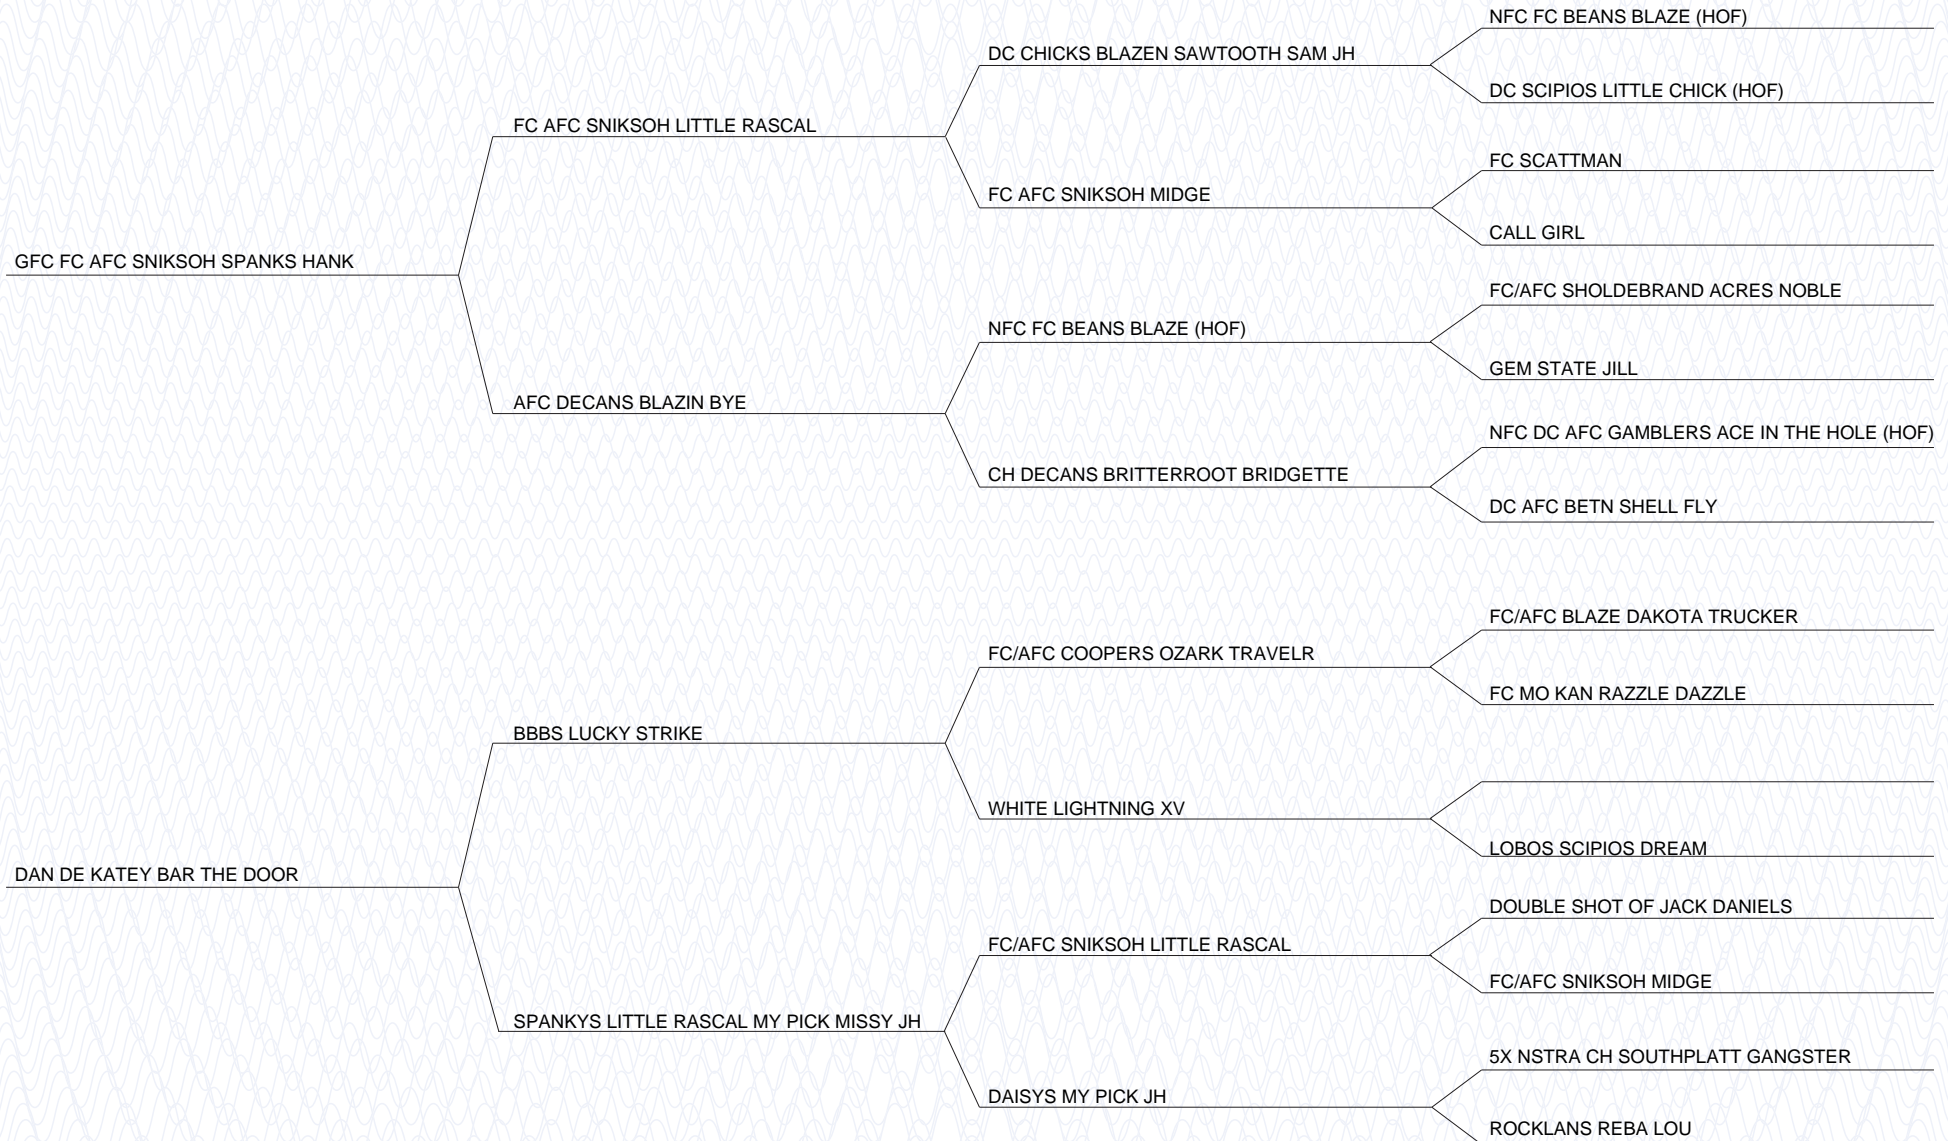 NFC FC BEANS BLAZE (HOF)
DC CHICKS BLAZEN SAWTOOTH SAM JH
DC SCIPIOS LITTLE CHICK (HOF)
FC AFC SNIKSOH LITTLE RASCAL
FC SCATTMAN
FC AFC SNIKSOH MIDGE
CALL GIRL
GFC FC AFC SNIKSOH SPANKS HANK
FC/AFC SHOLDEBRAND ACRES NOBLE
NFC FC BEANS BLAZE (HOF)
GEM STATE JILL
AFC DECANS BLAZIN BYE
NFC DC AFC GAMBLERS ACE IN THE HOLE (HOF)
CH DECANS BRITTERROOT BRIDGETTE
DC AFC BETN SHELL FLY
FC/AFC BLAZE DAKOTA TRUCKER
FC/AFC COOPERS OZARK TRAVELR
FC MO KAN RAZZLE DAZZLE
BBBS LUCKY STRIKE
WHITE LIGHTNING XV
LOBOS SCIPIOS DREAM
DAN DE KATEY BAR THE DOOR
DOUBLE SHOT OF JACK DANIELS
FC/AFC SNIKSOH LITTLE RASCAL
FC/AFC SNIKSOH MIDGE
SPANKYS LITTLE RASCAL MY PICK MISSY JH
5X NSTRA CH SOUTHPLATT GANGSTER
DAISYS MY PICK JH
ROCKLANS REBA LOU